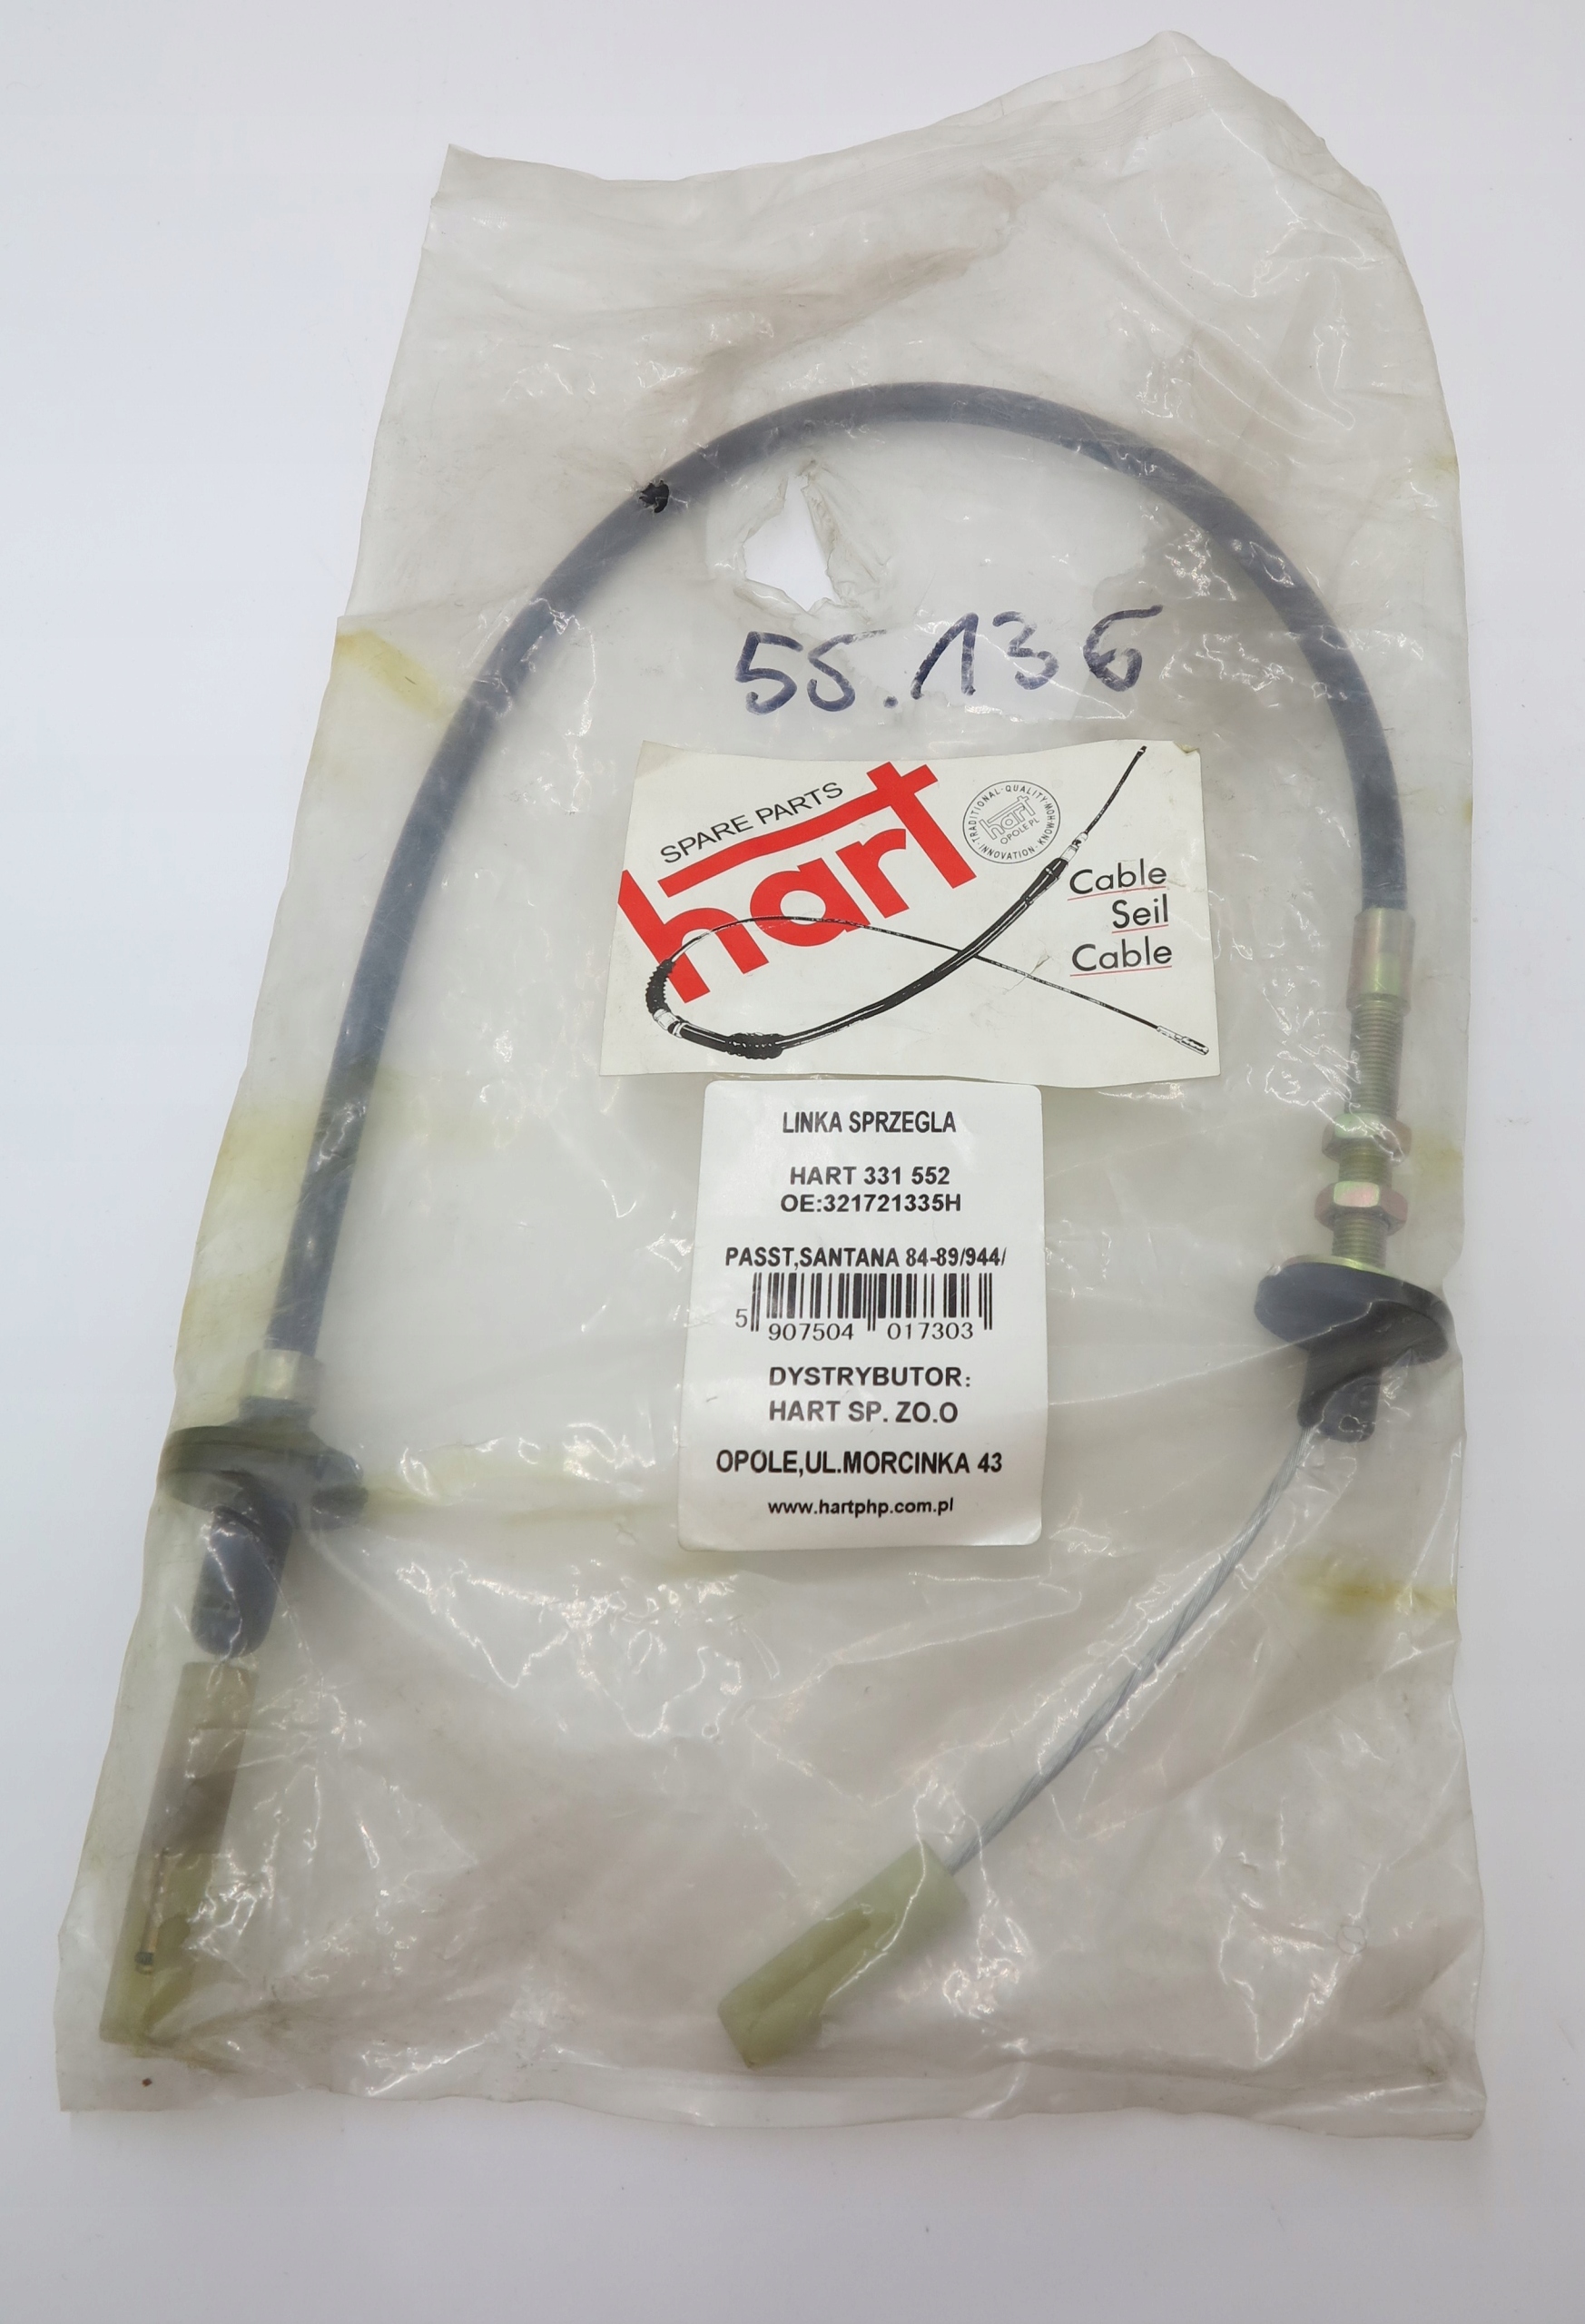 55.136
SPARE PARTS
hart
TRADITIONAL · QUALITY · KNOW-HOW · INNOVATION ·
hart
OPOLE PL
Cable
Seil
Cable
LINKA SPRZEGLA
HART 331 552
OE:321721335H
PASST,SANTANA 84-89/944/
5 907504 017303
DYSTRYBUTOR:
HART SP. ZO.O
OPOLE,UL.MORCINKA 43
www.hartphp.com.pl